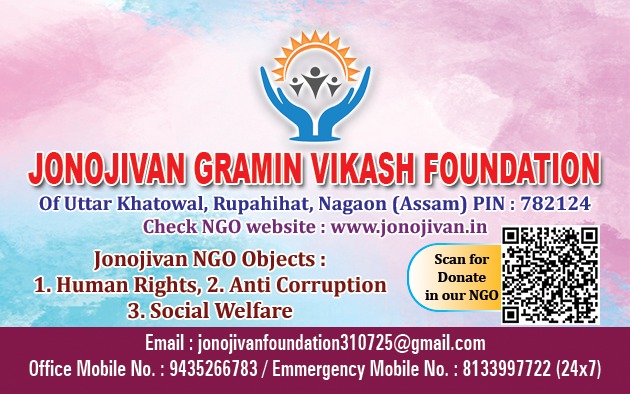 JONOJIVAN GRAMIN VIKASH FOUNDATION
Of Uttar Khatowal, Rupahihat, Nagaon (Assam) PIN : 782124
Check NGO website : www.jonojivan.in
Jonojivan NGO Objects :
1. Human Rights, 2. Anti Corruption
3. Social Welfare
Scan for
Donate
in our NGO
Email : jonojivanfoundation310725@gmail.com
Office Mobile No. : 9435266783 / Emmergency Mobile No. : 8133997722 (24x7)